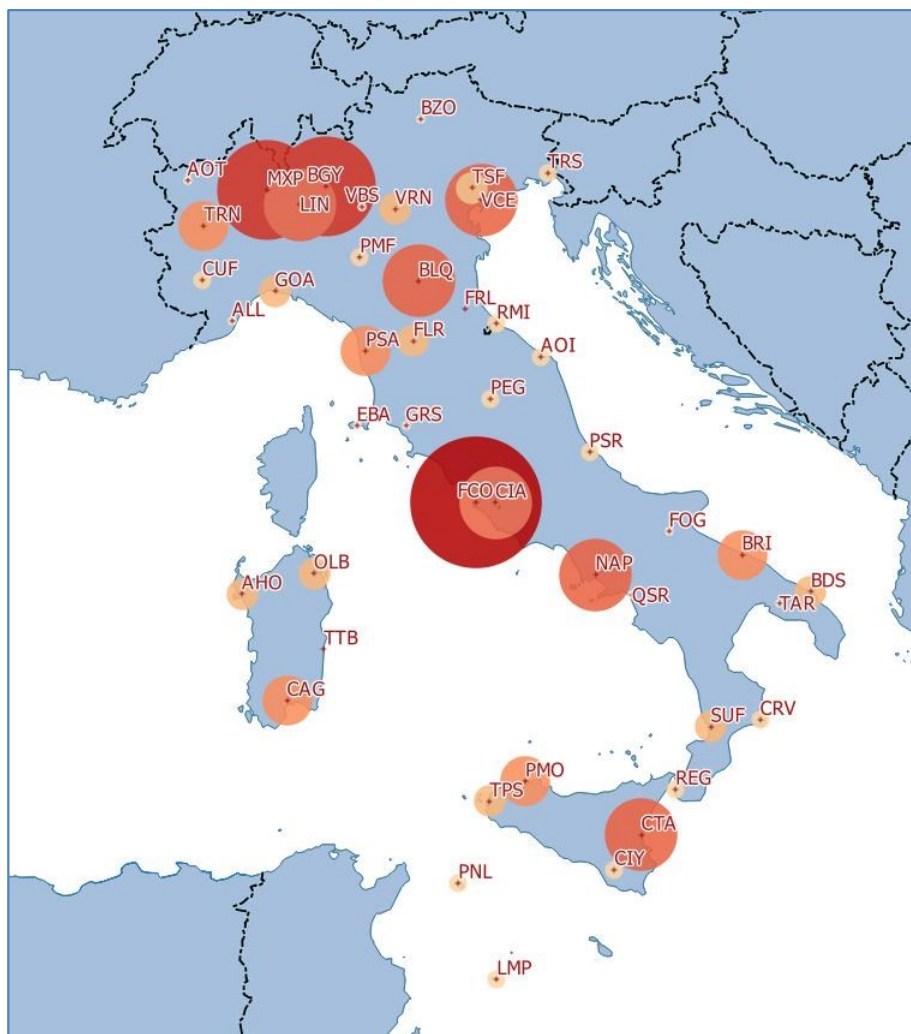 BZO
AOT
MXP
BGY
LIN
VBS
VRN
TSF
VCE
TRS
TRN
PMF
CUF
GOA
BLQ
ALL
FRL
RMI
PSA
FLR
AOI
PEG
EBA
GRS
PSR
FCO
CIA
FOG
BRI
NAP
QSR
BDS
TAR
OLB
AHO
TTB
CAG
SUF
CRV
PMO
TPS
REG
CTA
CIY
PNL
LMP